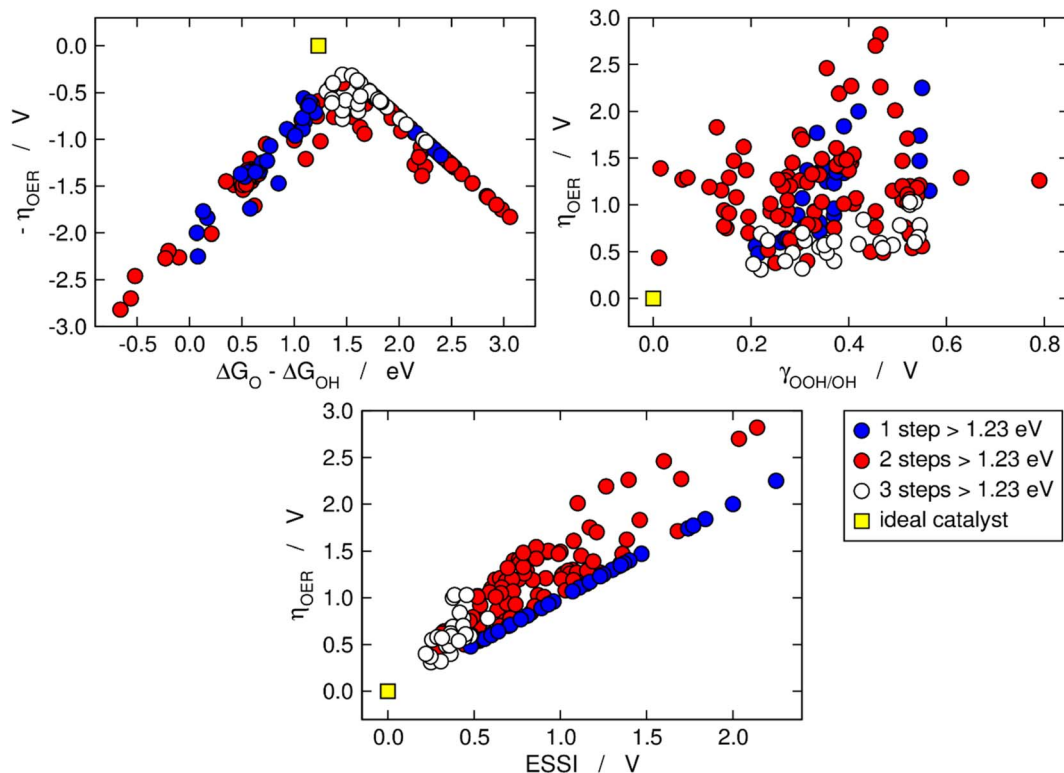 0.0
-0.5
-1.0
-1.5
-2.0
-2.5
-3.0
- η_OER / V
-0.5 0.0 0.5 1.0 1.5 2.0 2.5 3.0
ΔG_O - ΔG_OH / eV
3.0
2.5
2.0
1.5
1.0
0.5
0.0
η_OER / V
0.0 0.2 0.4 0.6 0.8
γ_OOH/OH / V
3.0
2.5
2.0
1.5
1.0
0.5
0.0
η_OER / V
0.0 0.5 1.0 1.5 2.0
ESSI / V
1 step > 1.23 eV
2 steps > 1.23 eV
3 steps > 1.23 eV
ideal catalyst